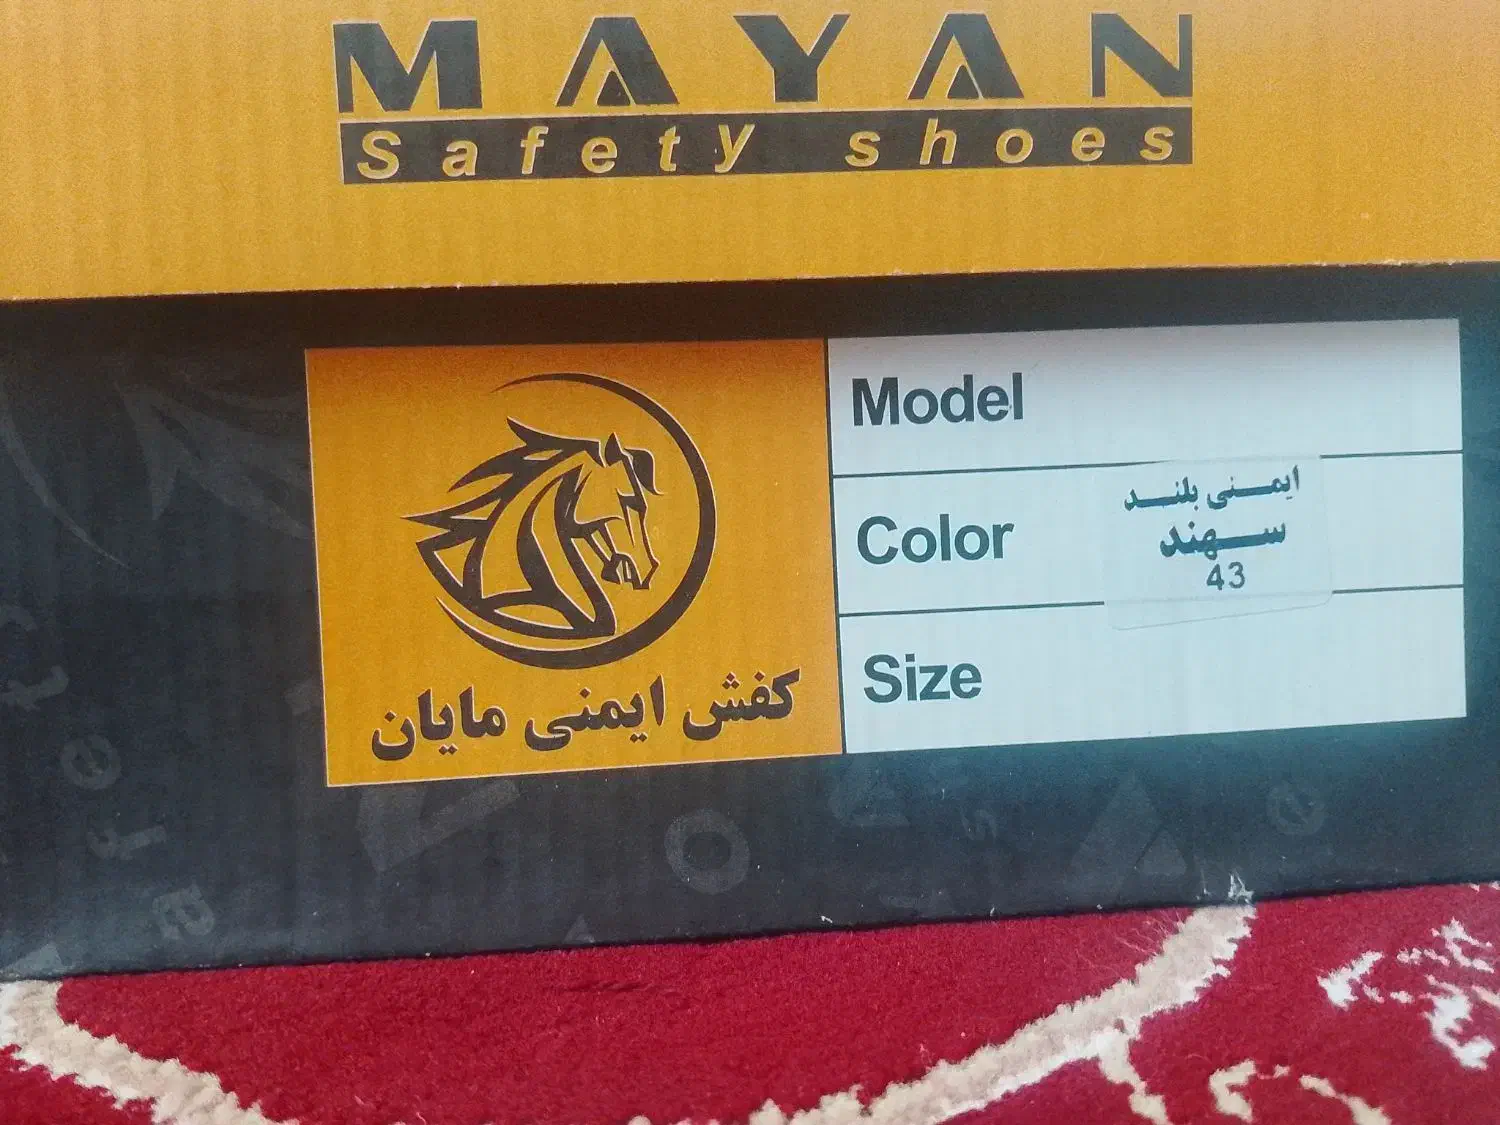 MAYAN
Safety shoes
کفش ایمنی مایان
Model
Color
Size
ایمنی بلند
سهند
43